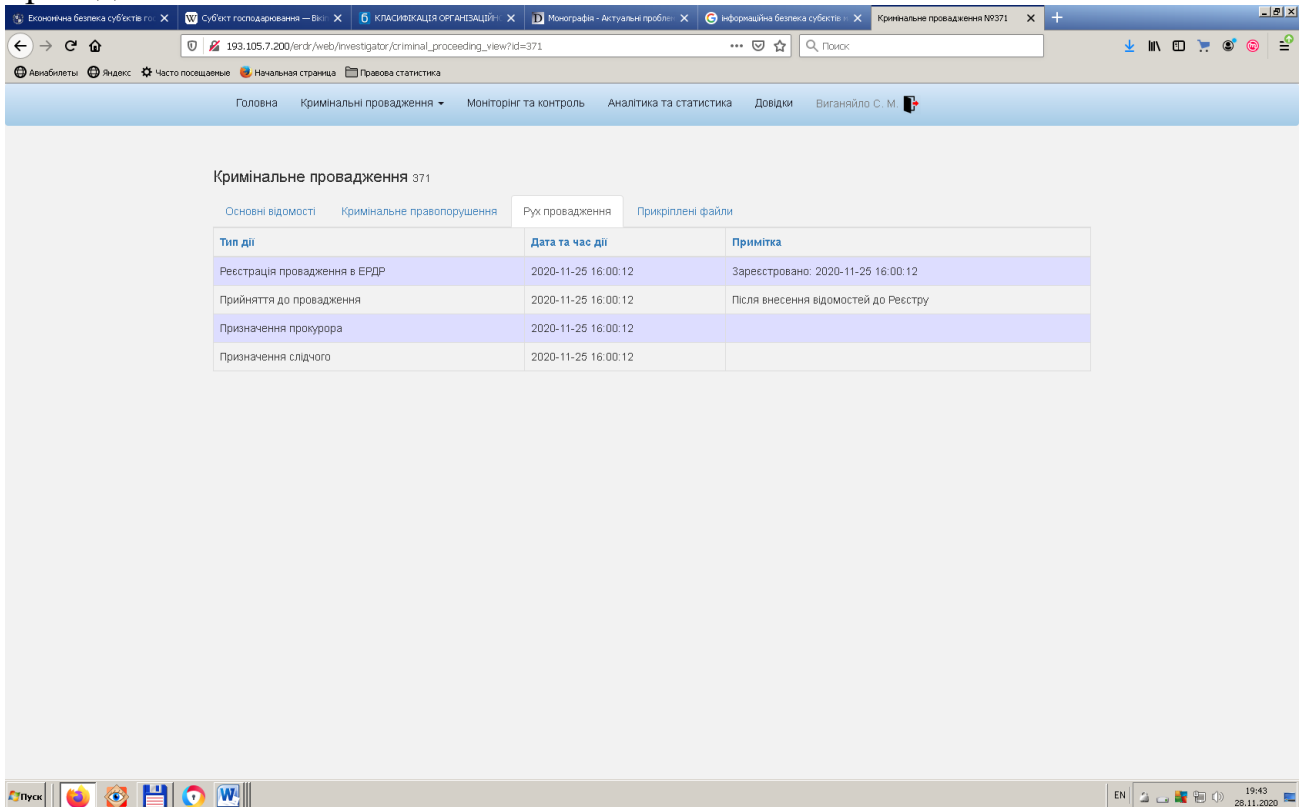 Економічна безпека суб'єктів го
Суб'єкт господарювання — Вікі
КЛАСИФІКАЦІЯ ОРГАНІЗАЦІЙН
Монографія - Актуальні проблем
інформаційна безпека субєктів
Кримінальне провадження №371
193.105.7.200/erdr/web/investigator/criminal_proceeding_view?id=371
Поиск
Авиабилеты Яндекс Часто посещаемые Начальная страница Правова статистика
Головна Кримінальні провадження Моніторінг та контроль Аналітика та статистика Довідки Виганяйло С. М.
Кримінальне провадження 371
Основні відомості Кримінальне правопорушення Рух провадження Прикріплені файли
Тип дії Дата та час дії Примітка
Реєстрація провадження в ЕРДР 2020-11-25 16:00:12 Зареєстровано: 2020-11-25 16:00:12
Прийняття до провадження 2020-11-25 16:00:12 Після внесення відомостей до Реєстру
Призначення прокурора 2020-11-25 16:00:12
Призначення слідчого 2020-11-25 16:00:12
Пуск EN 19:43
28.11.2020